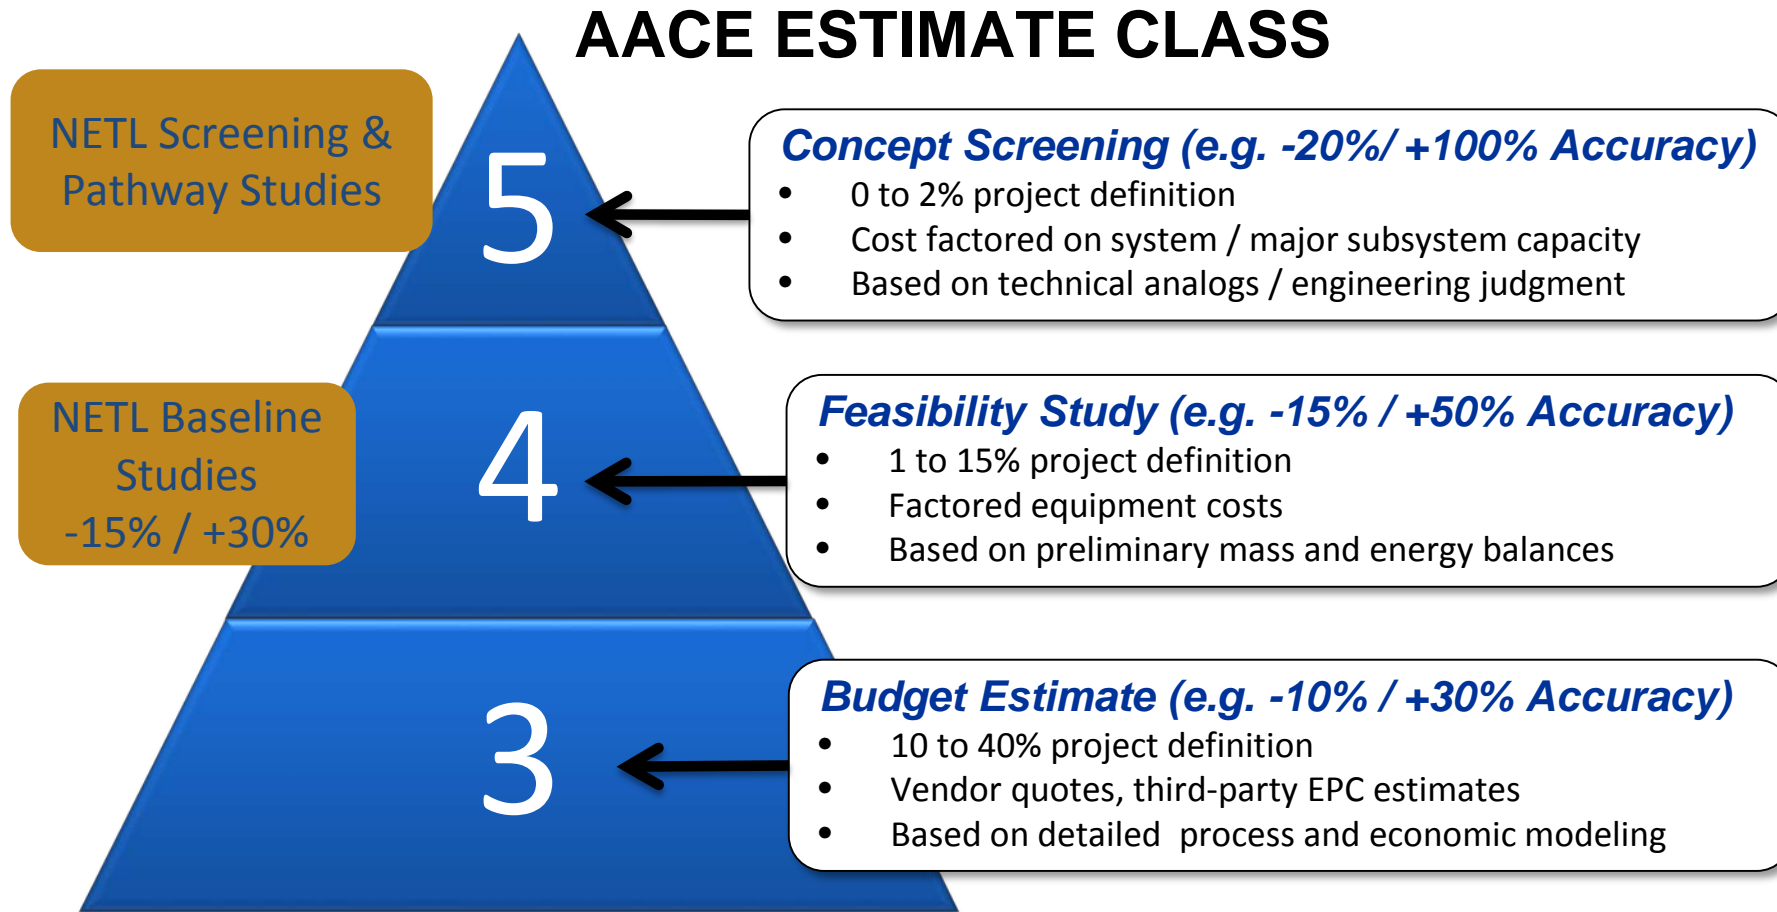 AACE ESTIMATE CLASS
NETL Screening &
Pathway Studies
5
Concept Screening (e.g. -20%/ +100% Accuracy)
• 0 to 2% project definition
• Cost factored on system / major subsystem capacity
• Based on technical analogs / engineering judgment
NETL Baseline
Studies
-15% / +30%
4
Feasibility Study (e.g. -15% / +50% Accuracy)
• 1 to 15% project definition
• Factored equipment costs
• Based on preliminary mass and energy balances
3
Budget Estimate (e.g. -10% / +30% Accuracy)
• 10 to 40% project definition
• Vendor quotes, third-party EPC estimates
• Based on detailed  process and economic modeling